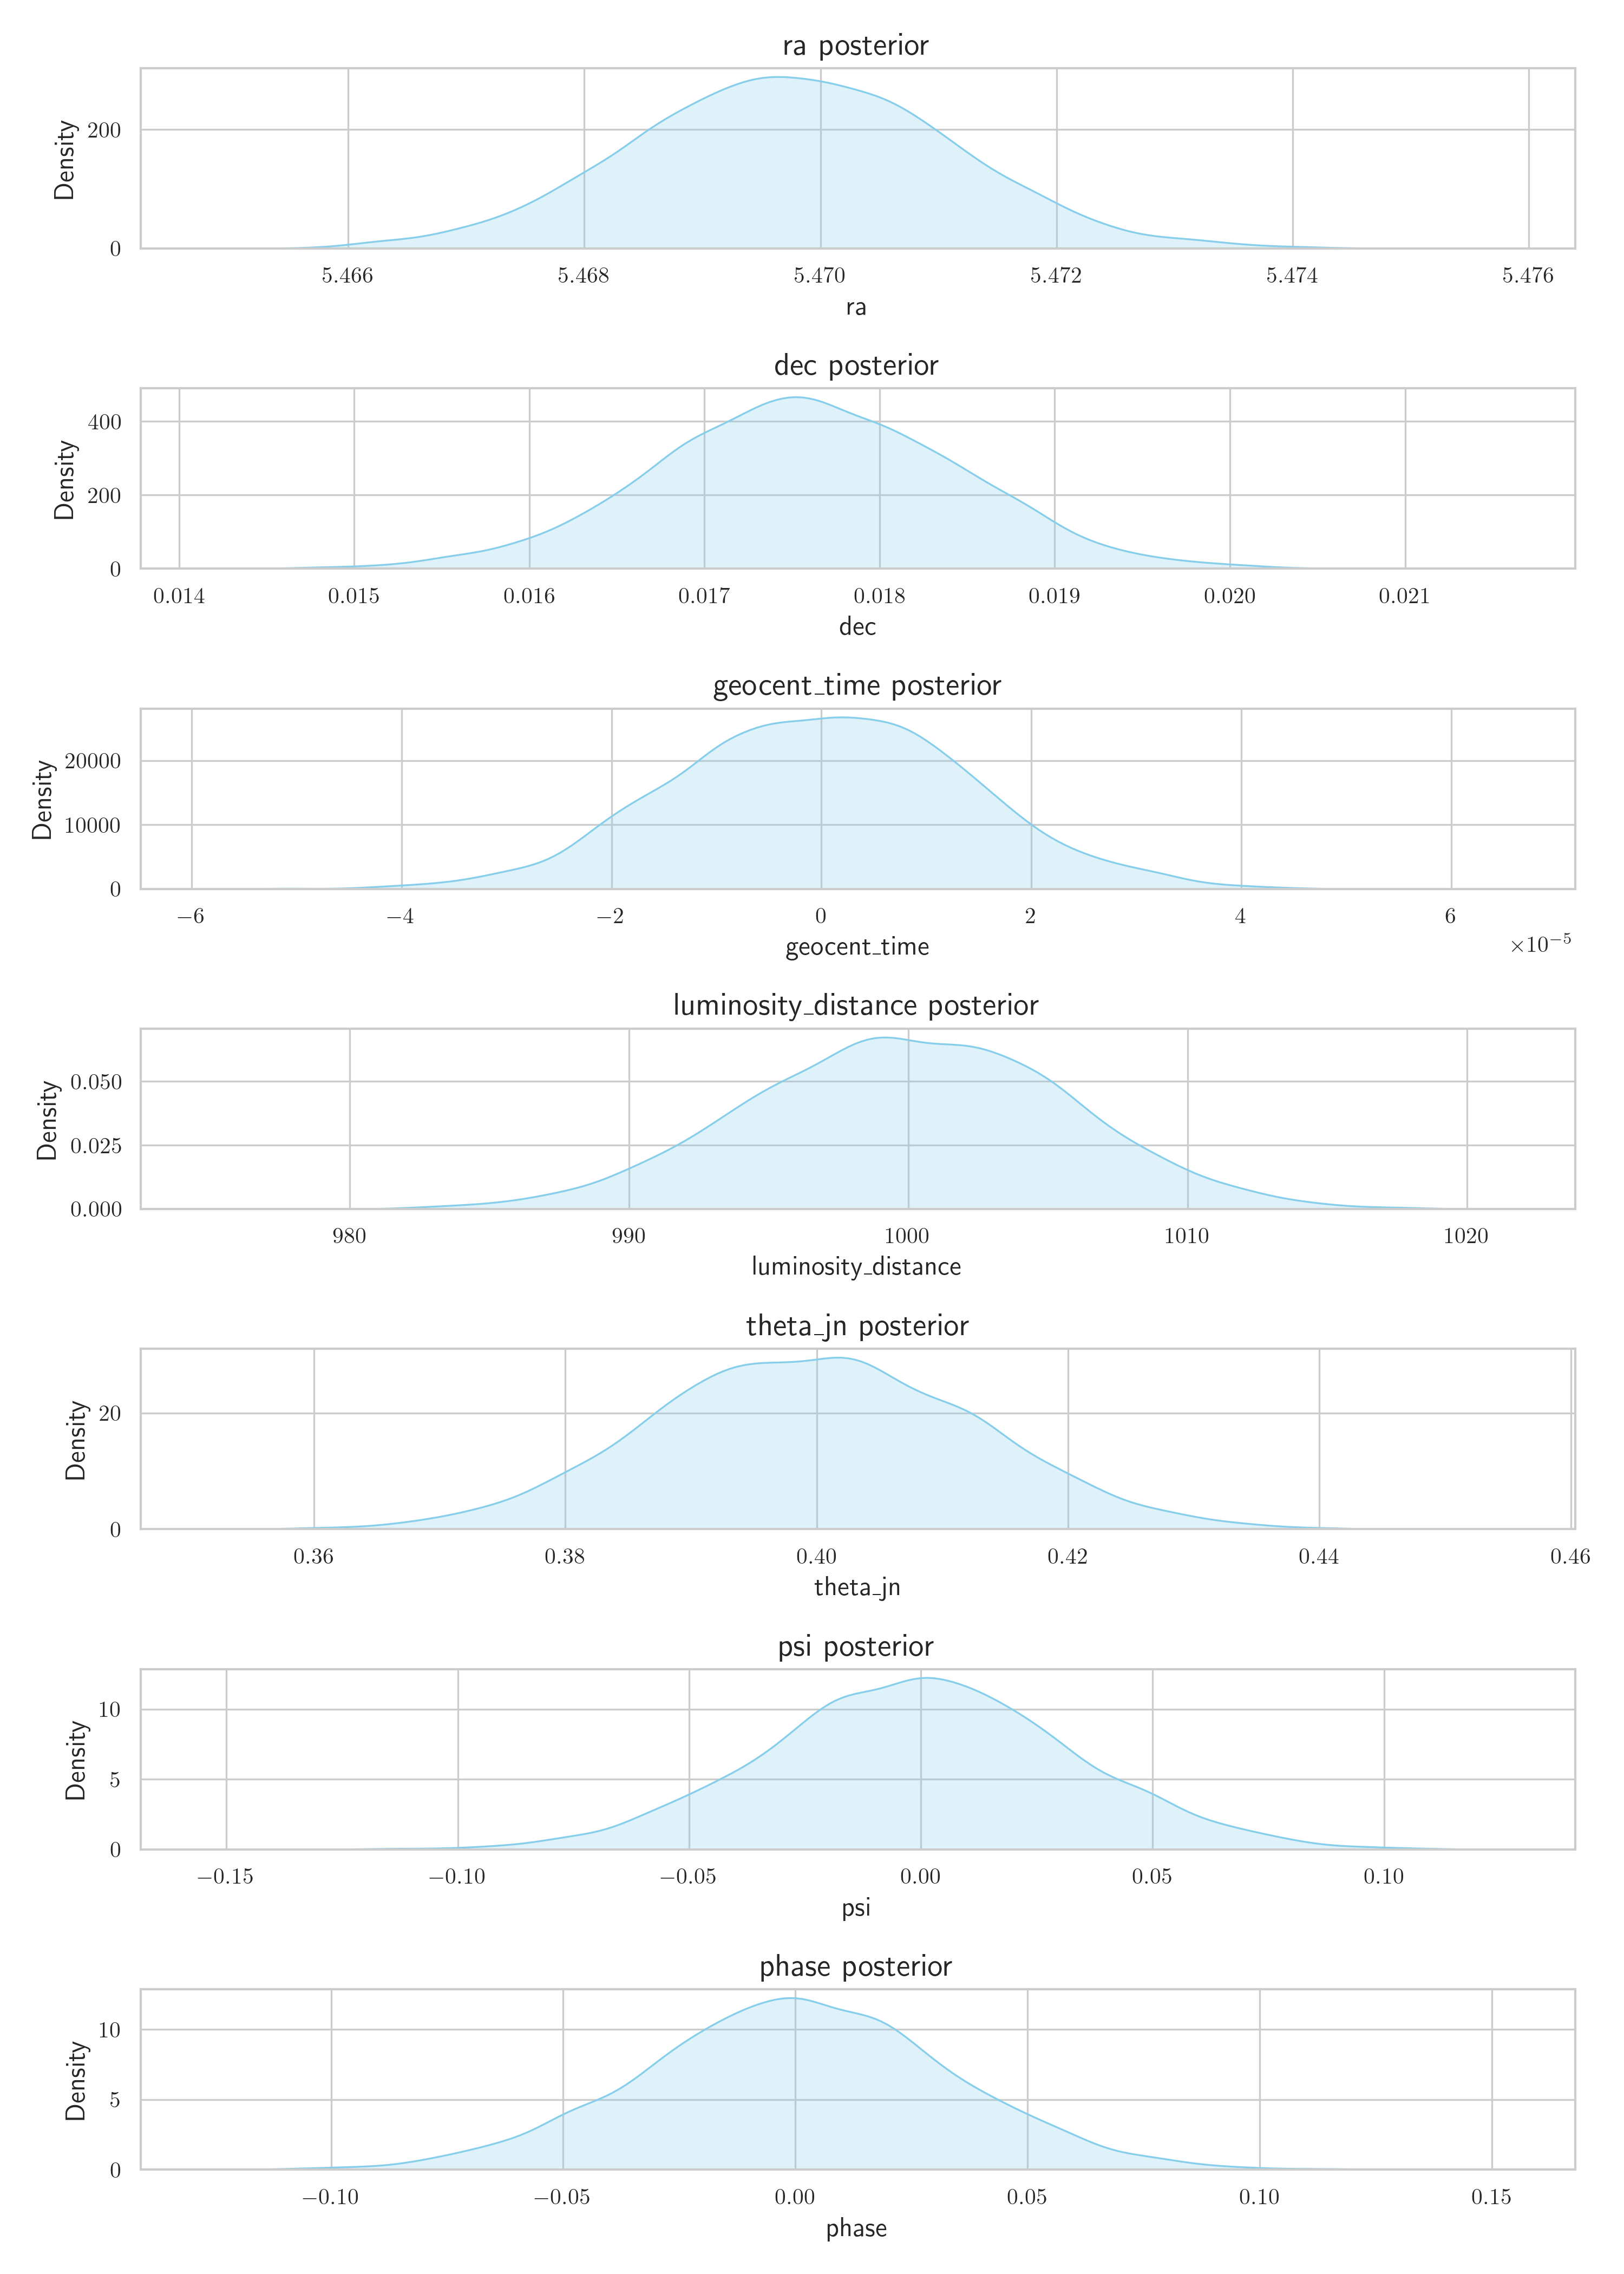 ra posterior
Density
200
0
5.466 5.468 5.470 5.472 5.474 5.476
ra
dec posterior
Density
400
200
0
0.014 0.015 0.016 0.017 0.018 0.019 0.020 0.021
dec
geocent_time posterior
Density
20000
10000
0
−6 −4 −2 0 2 4 6
geocent_time
×10⁻⁵
luminosity_distance posterior
Density
0.050
0.025
0.000
980 990 1000 1010 1020
luminosity_distance
theta_jn posterior
Density
20
0
0.36 0.38 0.40 0.42 0.44 0.46
theta_jn
psi posterior
Density
10
5
0
−0.15 −0.10 −0.05 0.00 0.05 0.10
psi
phase posterior
Density
10
5
0
−0.10 −0.05 0.00 0.05 0.10 0.15
phase